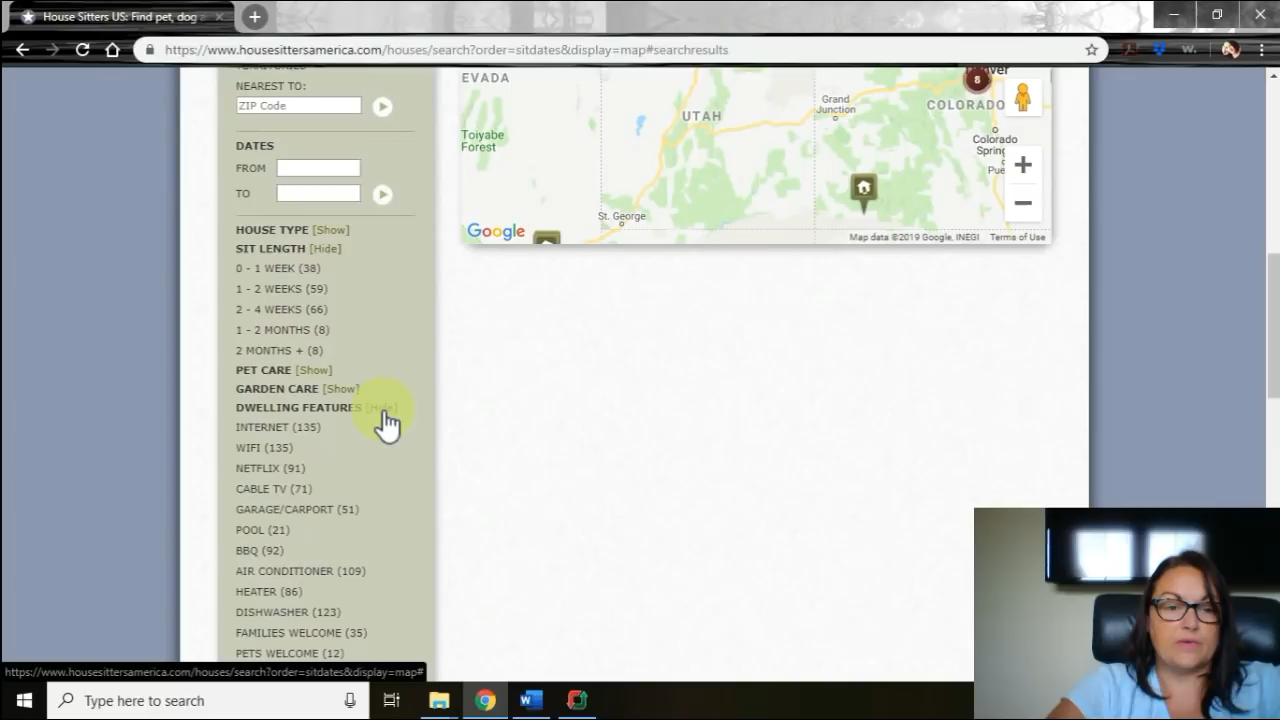 House Sitters US: Find pet, dog a
https://www.housesittersamerica.com/houses/search?order=sitdates&display=map#searchresults
W.
TERRITORIES
NEAREST TO:
ZIP Code
DATES
FROM
TO
HOUSE TYPE [Show]
SIT LENGTH [Hide]
0 - 1 WEEK (38)
1 - 2 WEEKS (59)
2 - 4 WEEKS (66)
1 - 2 MONTHS (8)
2 MONTHS + (8)
PET CARE [Show]
GARDEN CARE [Show]
DWELLING FEATURES [Hide]
INTERNET (135)
WIFI (135)
NETFLIX (91)
CABLE TV (71)
GARAGE/CARPORT (51)
POOL (21)
BBQ (92)
AIR CONDITIONER (109)
HEATER (86)
DISHWASHER (123)
FAMILIES WELCOME (35)
PETS WELCOME (12)
EVADA
UTAH
Toiyabe
Forest
St. George
Grand
Junction
Denver
8
COLORADO
Colorado
Spring
Pue
Google
Map data ©2019 Google, INEGI
Terms of Use
https://www.housesittersamerica.com/houses/search?order=sitdates&display=map#
Type here to search